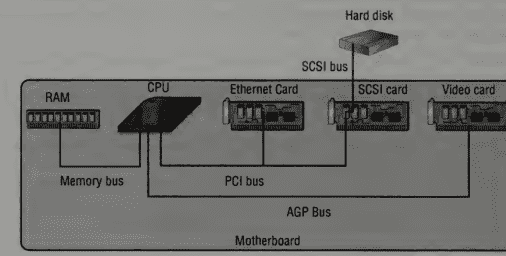 Hard disk
SCSI bus
RAM
CPU
Ethernet Card
SCSI card
Video card
Memory bus
PCI bus
AGP Bus
Motherboard